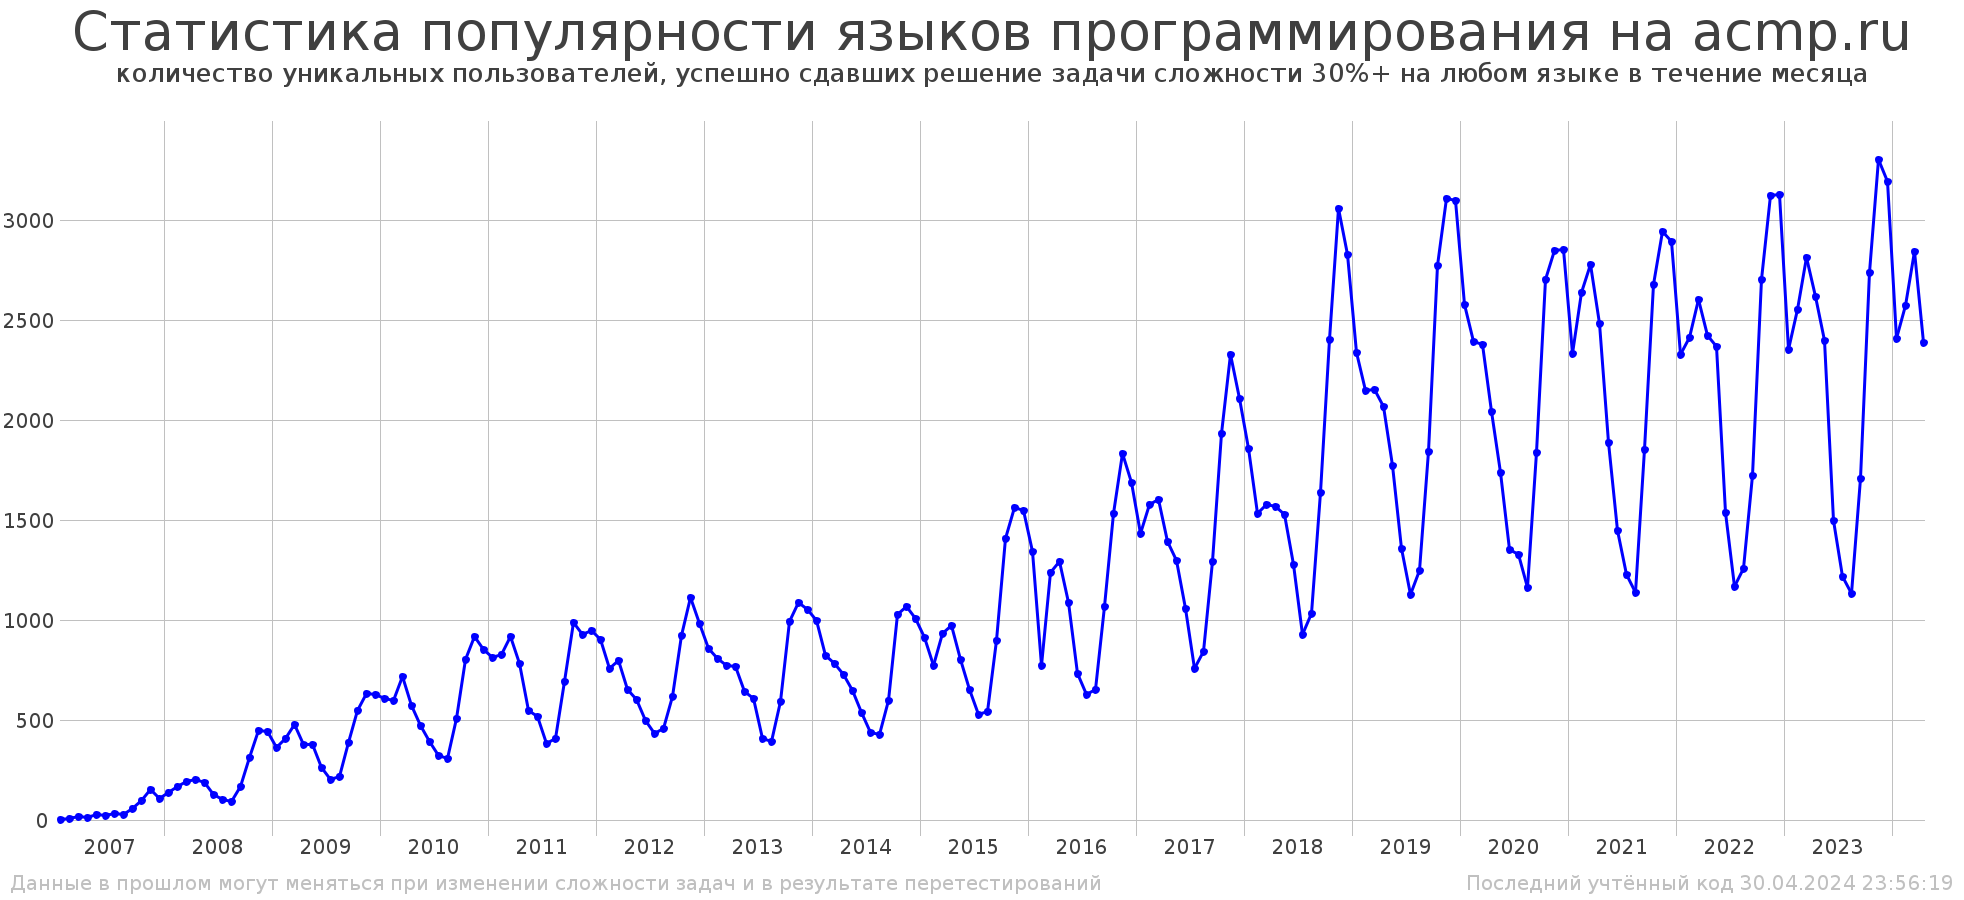 Статистика популярности языков программирования на acmp.ru
количество уникальных пользователей, успешно сдавших решение задачи сложности 30%+ на любом языке в течение месяца
3000
2500
2000
1500
1000
500
0
2007 2008 2009 2010 2011 2012 2013 2014 2015 2016 2017 2018 2019 2020 2021 2022 2023
Данные в прошлом могут меняться при изменении сложности задач и в результате перетестирований
Последний учтённый код 30.04.2024 23:56:19